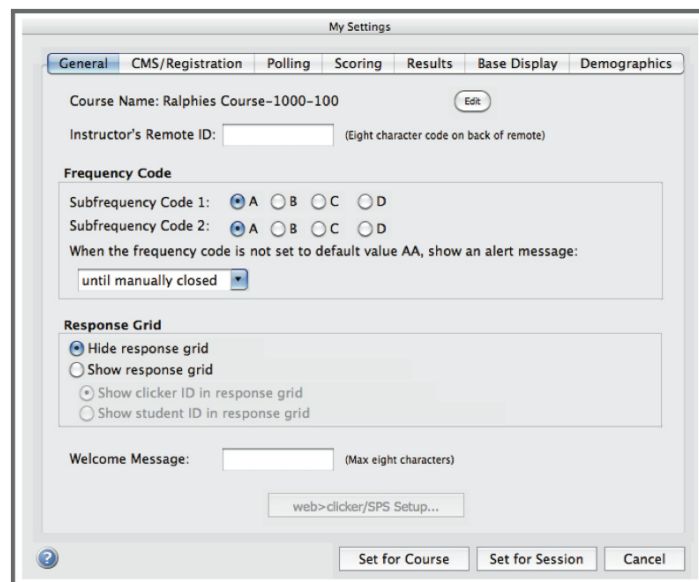 My Settings
General CMS/Registration Polling Scoring Results Base Display Demographics
Course Name: Ralphies Course-1000-100 Edit
Instructor's Remote ID: (Eight character code on back of remote)
Frequency Code
Subfrequency Code 1: A B C D
Subfrequency Code 2: A B C D
When the frequency code is not set to default value AA, show an alert message:
until manually closed
Response Grid
Hide response grid
Show response grid
Show clicker ID in response grid
Show student ID in response grid
Welcome Message: (Max eight characters)
web>clicker/SPS Setup...
? Set for Course Set for Session Cancel